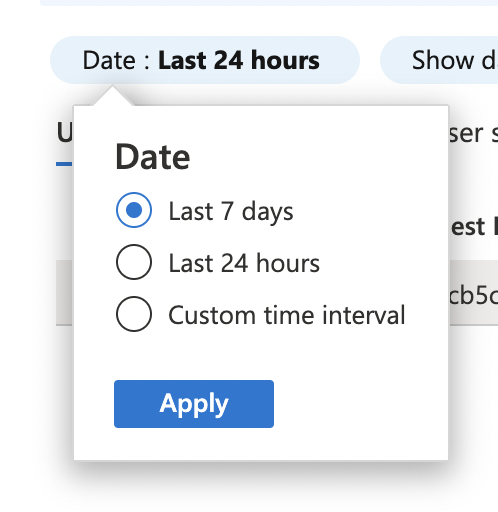 Date : Last 24 hours
Show d
U
ser s
Date
Last 7 days
est
Last 24 hours
cb5c
Custom time interval
Apply